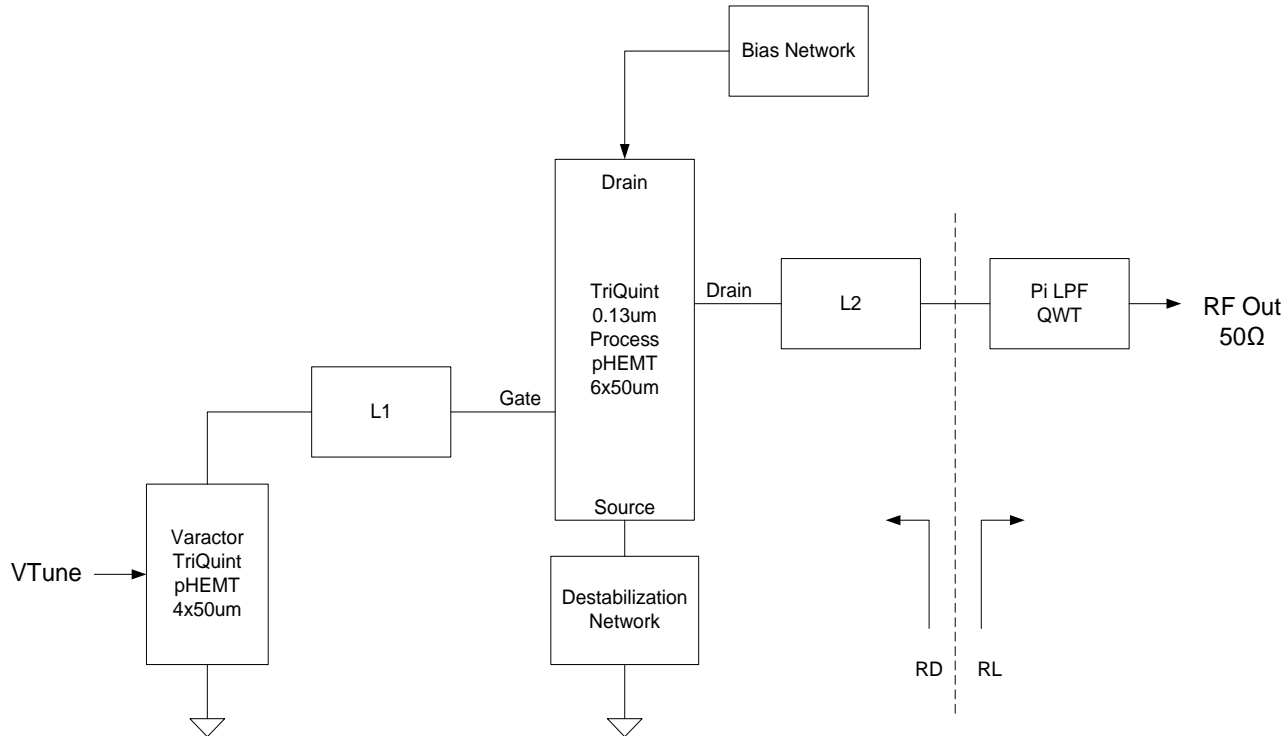 Bias Network
Drain
TriQuint
0.13um
Process
pHEMT
6x50um
Drain
L2
Pi LPF
QWT
RF Out
50Ω
L1
Gate
Source
Varactor
TriQuint
pHEMT
4x50um
VTune
Destabilization
Network
RD
RL